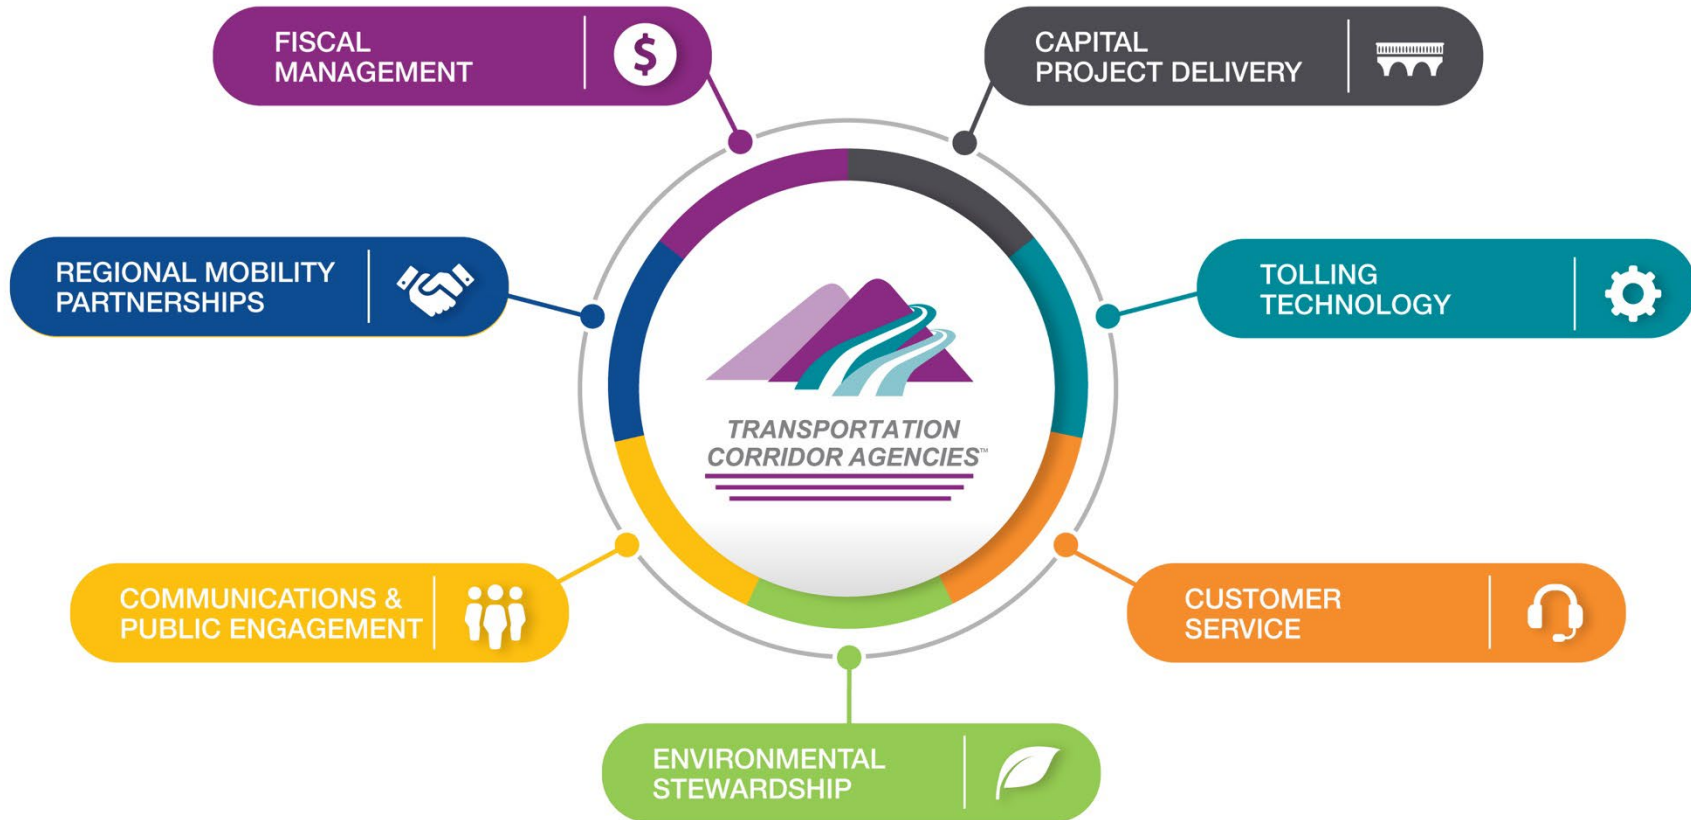 FISCAL
MANAGEMENT
$
CAPITAL
PROJECT DELIVERY
REGIONAL MOBILITY
PARTNERSHIPS
TOLLING
TECHNOLOGY
TRANSPORTATION
CORRIDOR AGENCIES™
COMMUNICATIONS &
PUBLIC ENGAGEMENT
CUSTOMER
SERVICE
ENVIRONMENTAL
STEWARDSHIP